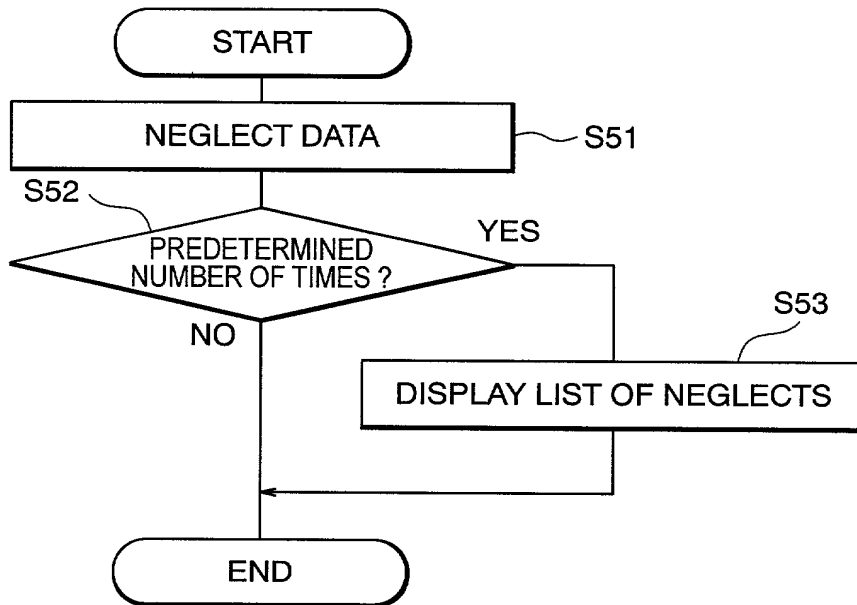 START
NEGLECT DATA
S51
S52
PREDETERMINED
NUMBER OF TIMES ?
YES
NO
S53
DISPLAY LIST OF NEGLECTS
END